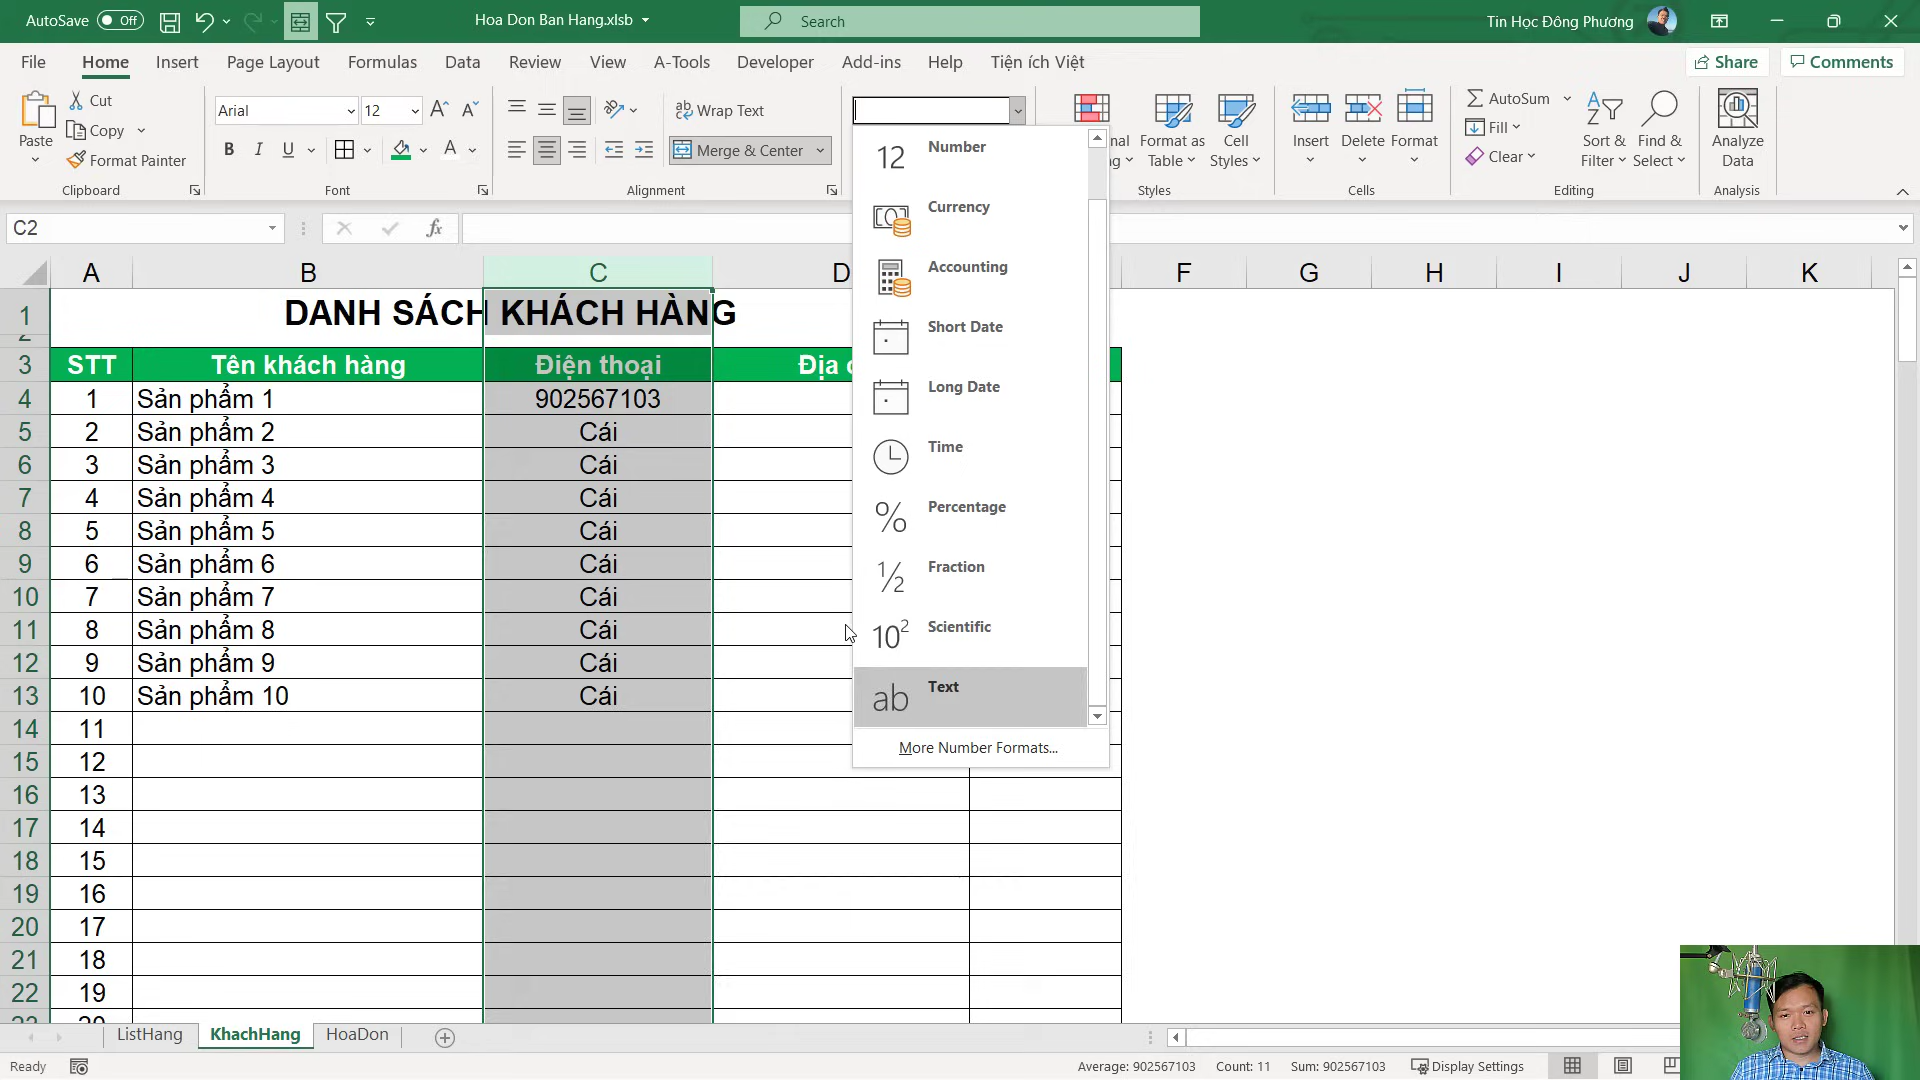 AutoSave Off Hoa Don Ban Hang.xlsb Search Tin Học Đông Phương
File Home Insert Page Layout Formulas Data Review View A-Tools Developer Add-ins Help Tiện ích Việt Share Comments
Paste Cut Copy Format Painter Clipboard
Arial 12 B I U A Font
ab Wrap Text Merge & Center Alignment
Format as Table Cell Styles Styles
Insert Delete Format Cells
AutoSum Fill Clear Sort & Filter Find & Select Editing
Analyze Data Analysis
C2 fx
12 Number
Currency
Accounting
Short Date
Long Date
Time
% Percentage
½ Fraction
10² Scientific
ab Text
More Number Formats...
A B C D F G H I J K
1 DANH SÁCH KHÁCH HÀNG
2
3 STT Tên khách hàng Điện thoại Địa
4 1 Sản phẩm 1 902567103
5 2 Sản phẩm 2 Cái
6 3 Sản phẩm 3 Cái
7 4 Sản phẩm 4 Cái
8 5 Sản phẩm 5 Cái
9 6 Sản phẩm 6 Cái
10 7 Sản phẩm 7 Cái
11 8 Sản phẩm 8 Cái
12 9 Sản phẩm 9 Cái
13 10 Sản phẩm 10 Cái
14 11
15 12
16 13
17 14
18 15
19 16
20 17
21 18
22 19
ListHang KhachHang HoaDon
Ready Average: 902567103 Count: 11 Sum: 902567103 Display Settings